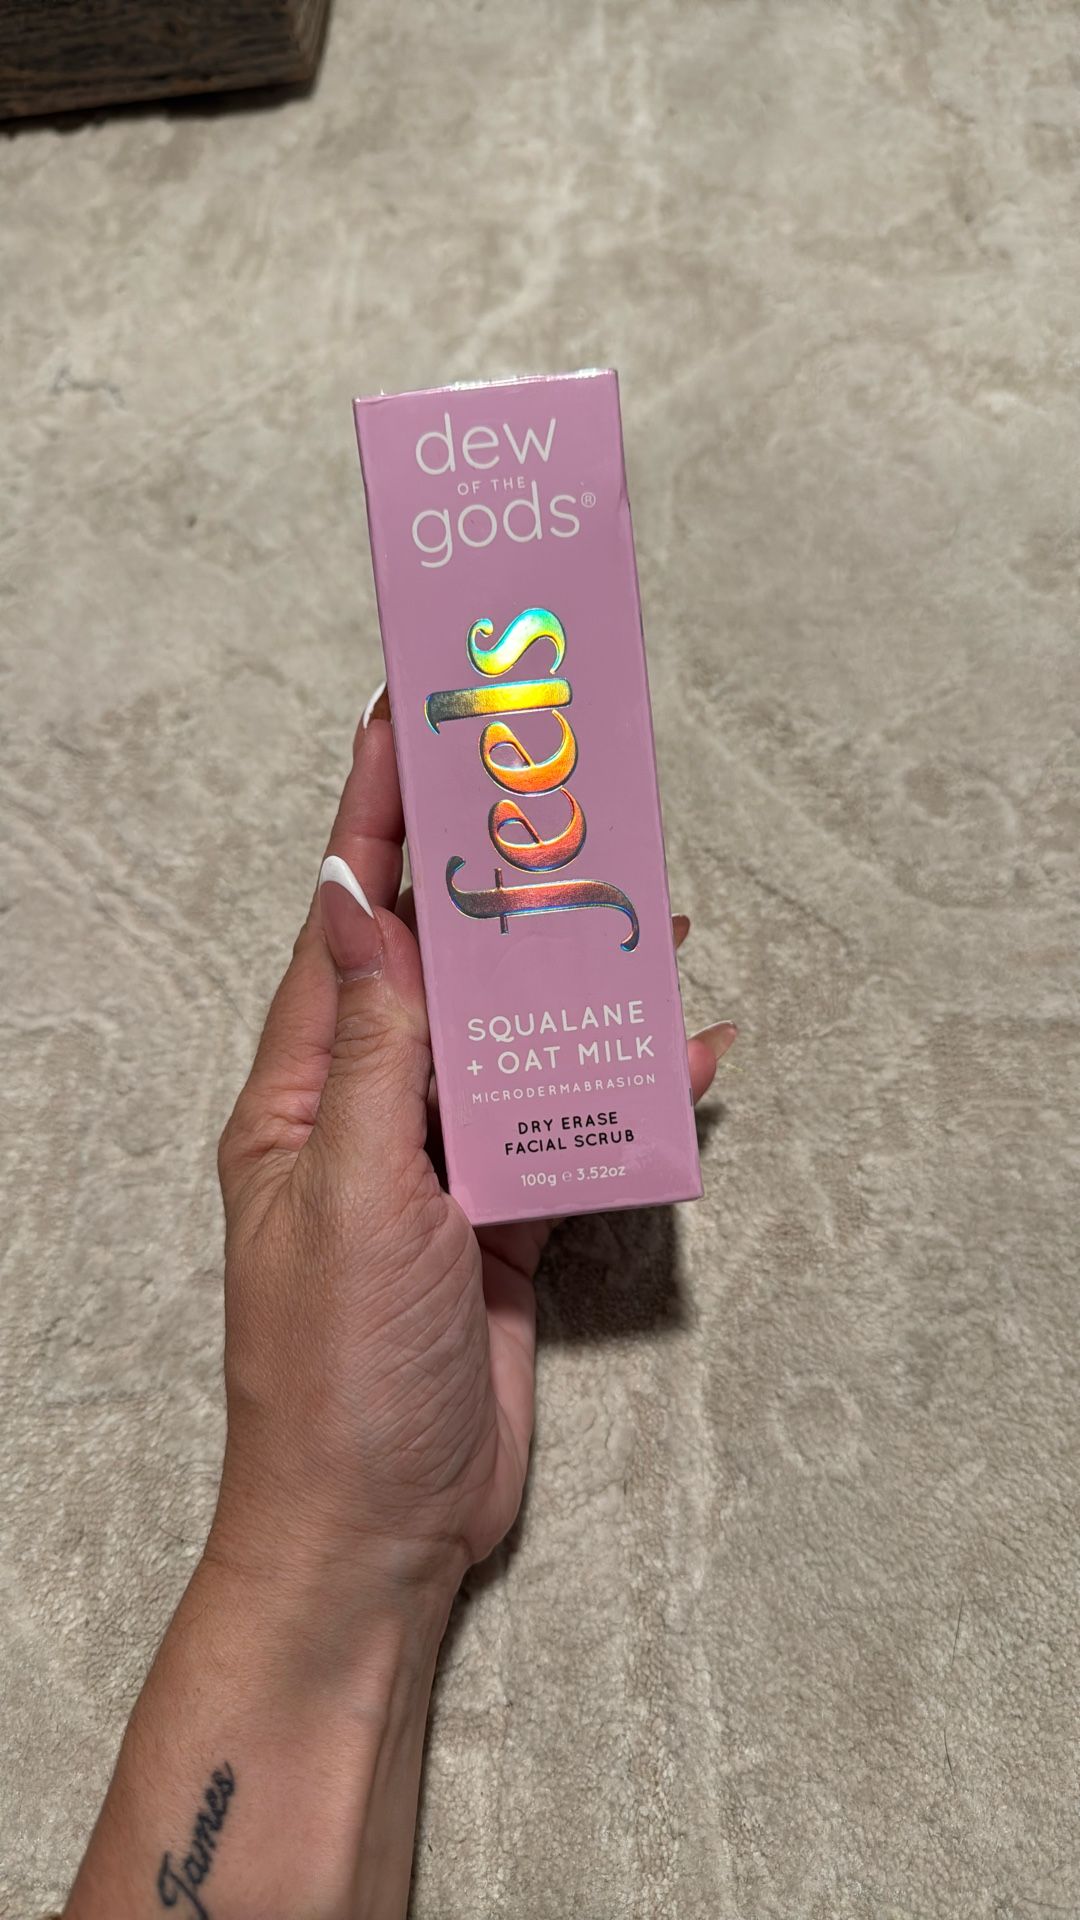 dew
OF THE
gods®
feels
SQUALANE
+ OAT MILK
MICRODERMABRASION
DRY ERASE
FACIAL SCRUB
100g ℮ 3.52oz
James